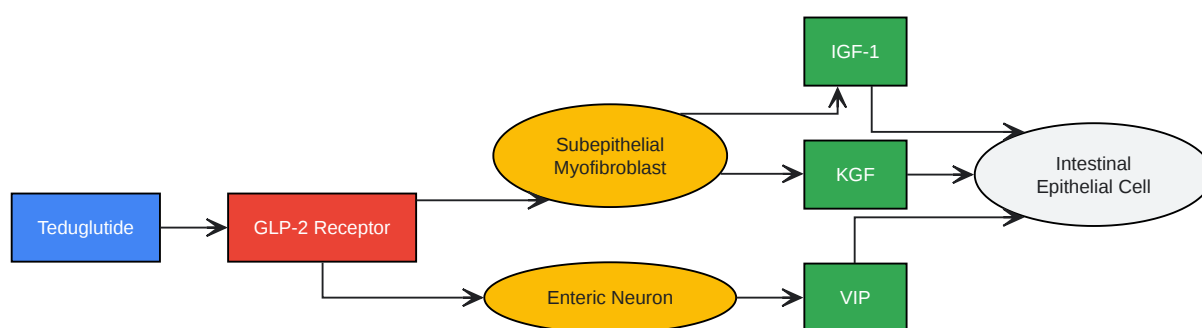 Teduglutide
GLP-2 Receptor
Subepithelial
Myofibroblast
Enteric Neuron
IGF-1
KGF
VIP
Intestinal
Epithelial Cell